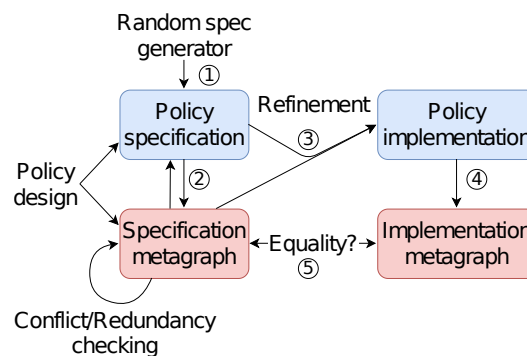 Random spec
generator
①
Policy
specification
Refinement
③
Policy
implementation
Policy
design
②
④
Specification
metagraph
Equality?
⑤
Implementation
metagraph
Conflict/Redundancy
checking